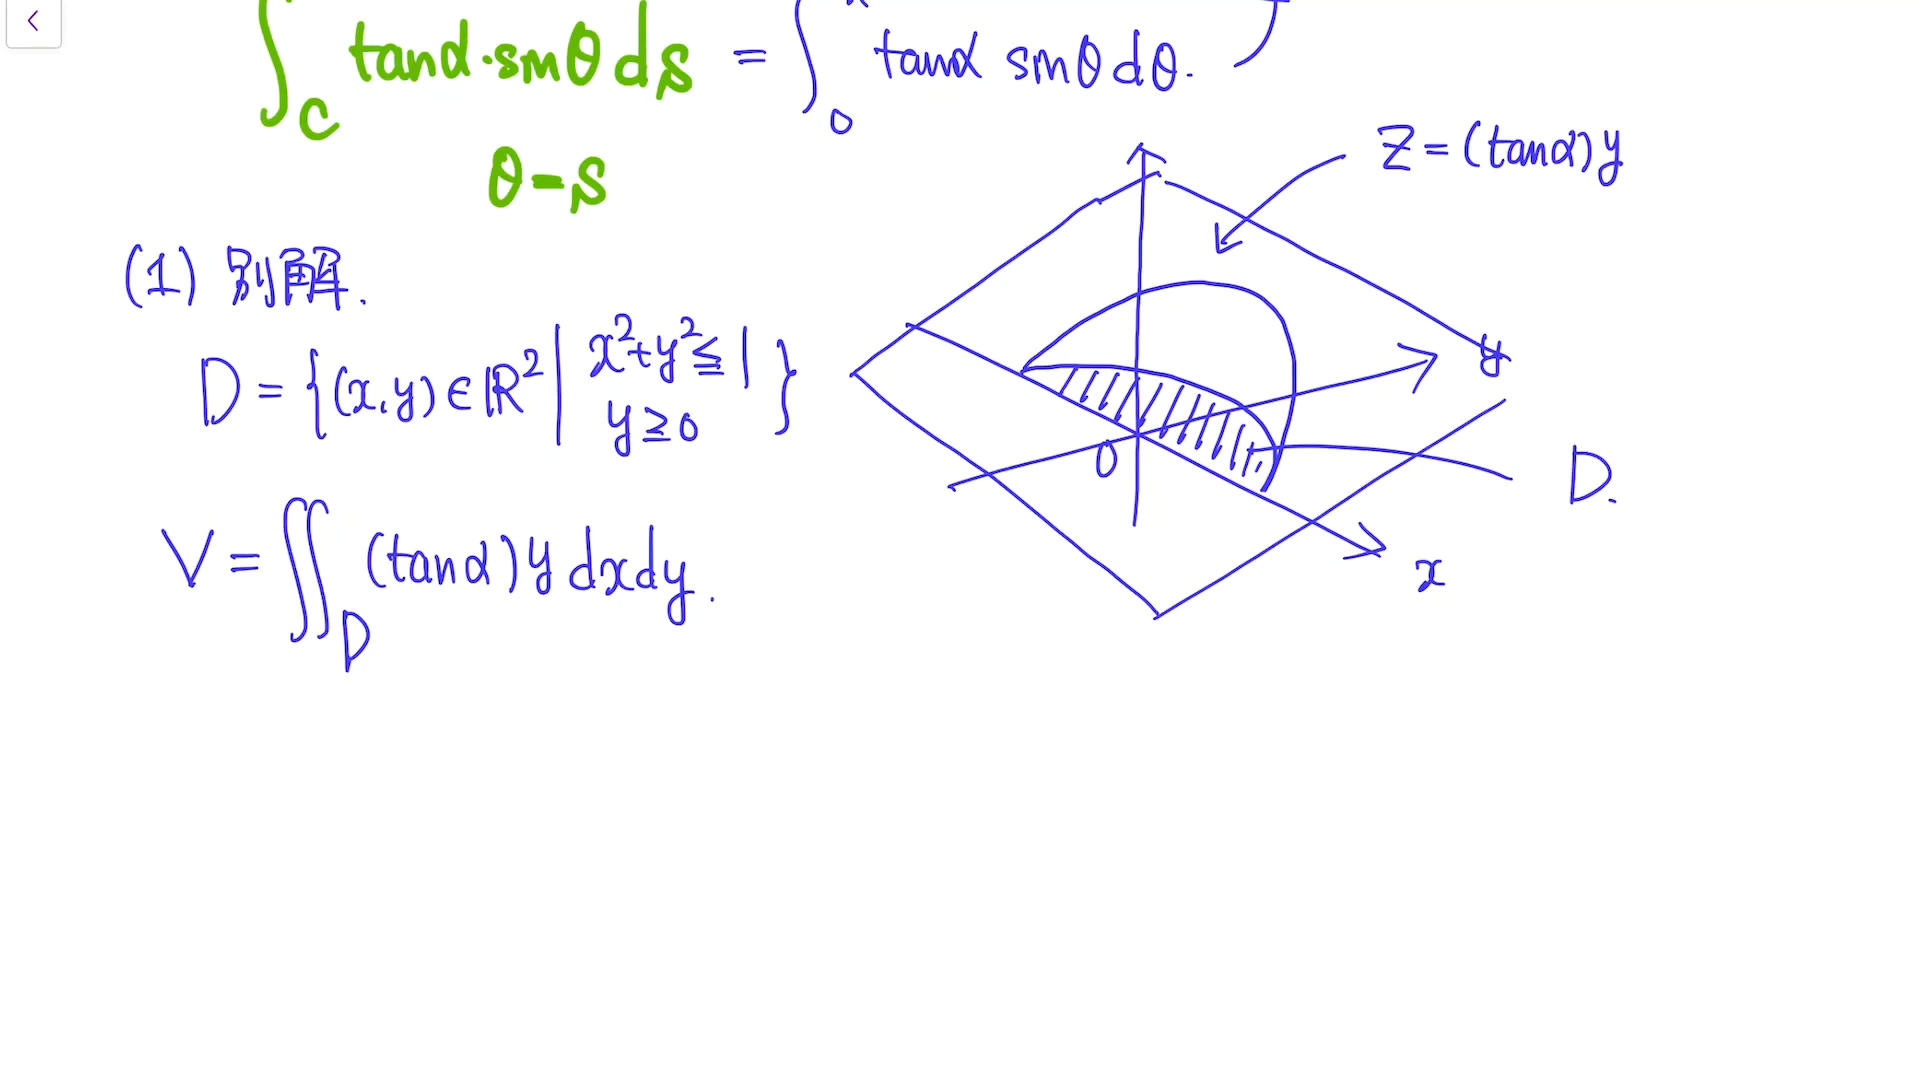 ∫_C tanα・sinθ ds = ∫_0 tanα sinθ dθ.
θ = s
(1) 別解.
Z = (tanα)y
D = {(x,y)∈ℝ² | x²+y²≦1 y≧0}
y
O
D.
x
V = ∬_D (tanα) y dxdy.